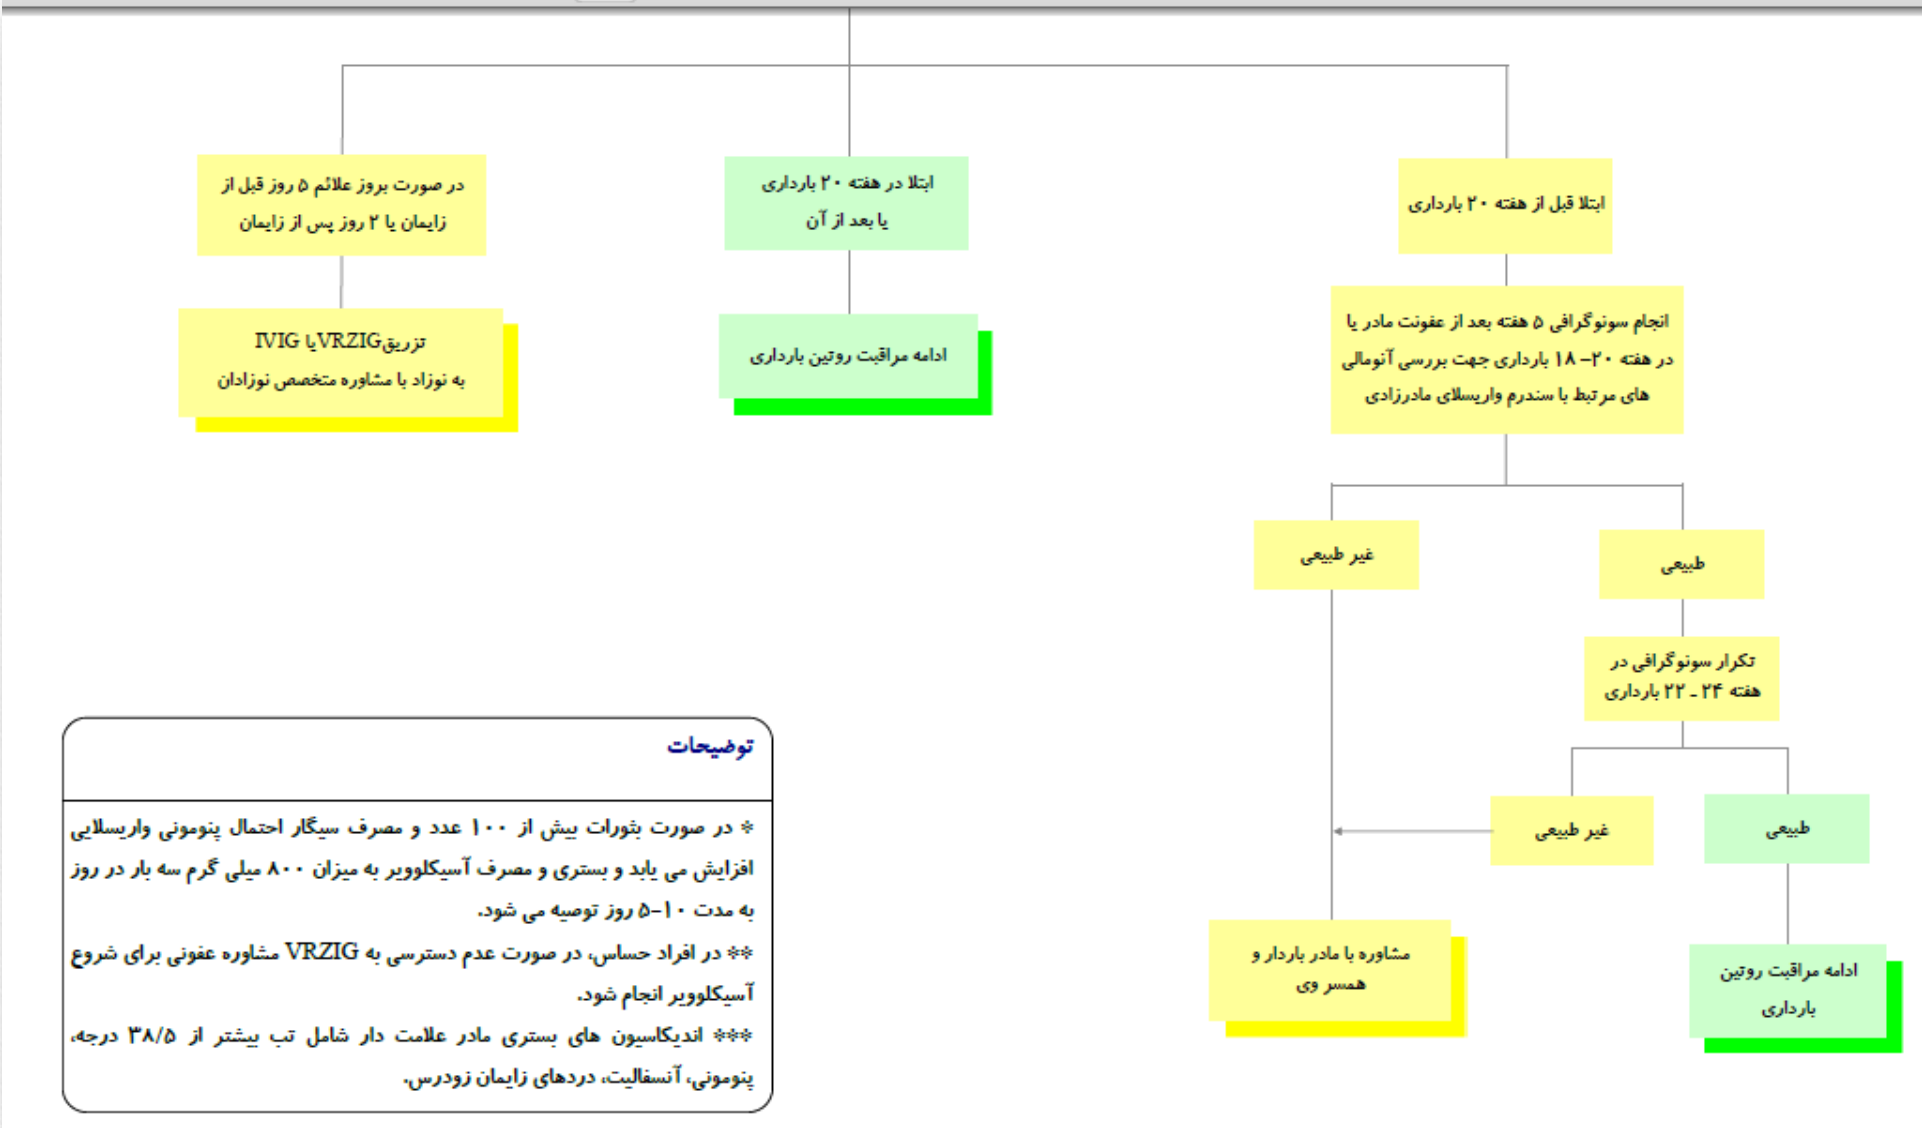 ابتلا قبل از هفته ۲۰ بارداری
انجام سونوگرافی ۵ هفته بعد از عفونت مادر یا
در هفته ۲۰– ۱۸ بارداری جهت بررسی آنومالی
های مرتبط با سندرم واریسلای مادرزادی
طبیعی
غیر طبیعی
تکرار سونوگرافی در
هفته ۲۴ ـ ۲۲ بارداری
طبیعی
غیر طبیعی
ادامه مراقبت روتین
بارداری
مشاوره با مادر باردار و
همسر وی
ابتلا در هفته ۲۰ بارداری
یا بعد از آن
ادامه مراقبت روتین بارداری
در صورت بروز علائم ۵ روز قبل از
زایمان یا ۲ روز پس از زایمان
تزریق VRZIG یا IVIG
به نوزاد با مشاوره متخصص نوزادان
توضیحات
* در صورت بثورات بیش از ۱۰۰ عدد و مصرف سیگار احتمال پنومونی واریسلایی
افزایش می یابد و بستری و مصرف آسیکلوویر به میزان ۸۰۰ میلی گرم سه بار در روز
به مدت ۱۰–۵ روز توصیه می شود.
** در افراد حساس، در صورت عدم دسترسی به VRZIG مشاوره عفونی برای شروع
آسیکلوویر انجام شود.
*** اندیکاسیون های بستری مادر علامت دار شامل تب بیشتر از ۳۸/۵ درجه،
پنومونی، آنسفالیت، دردهای زایمان زودرس.